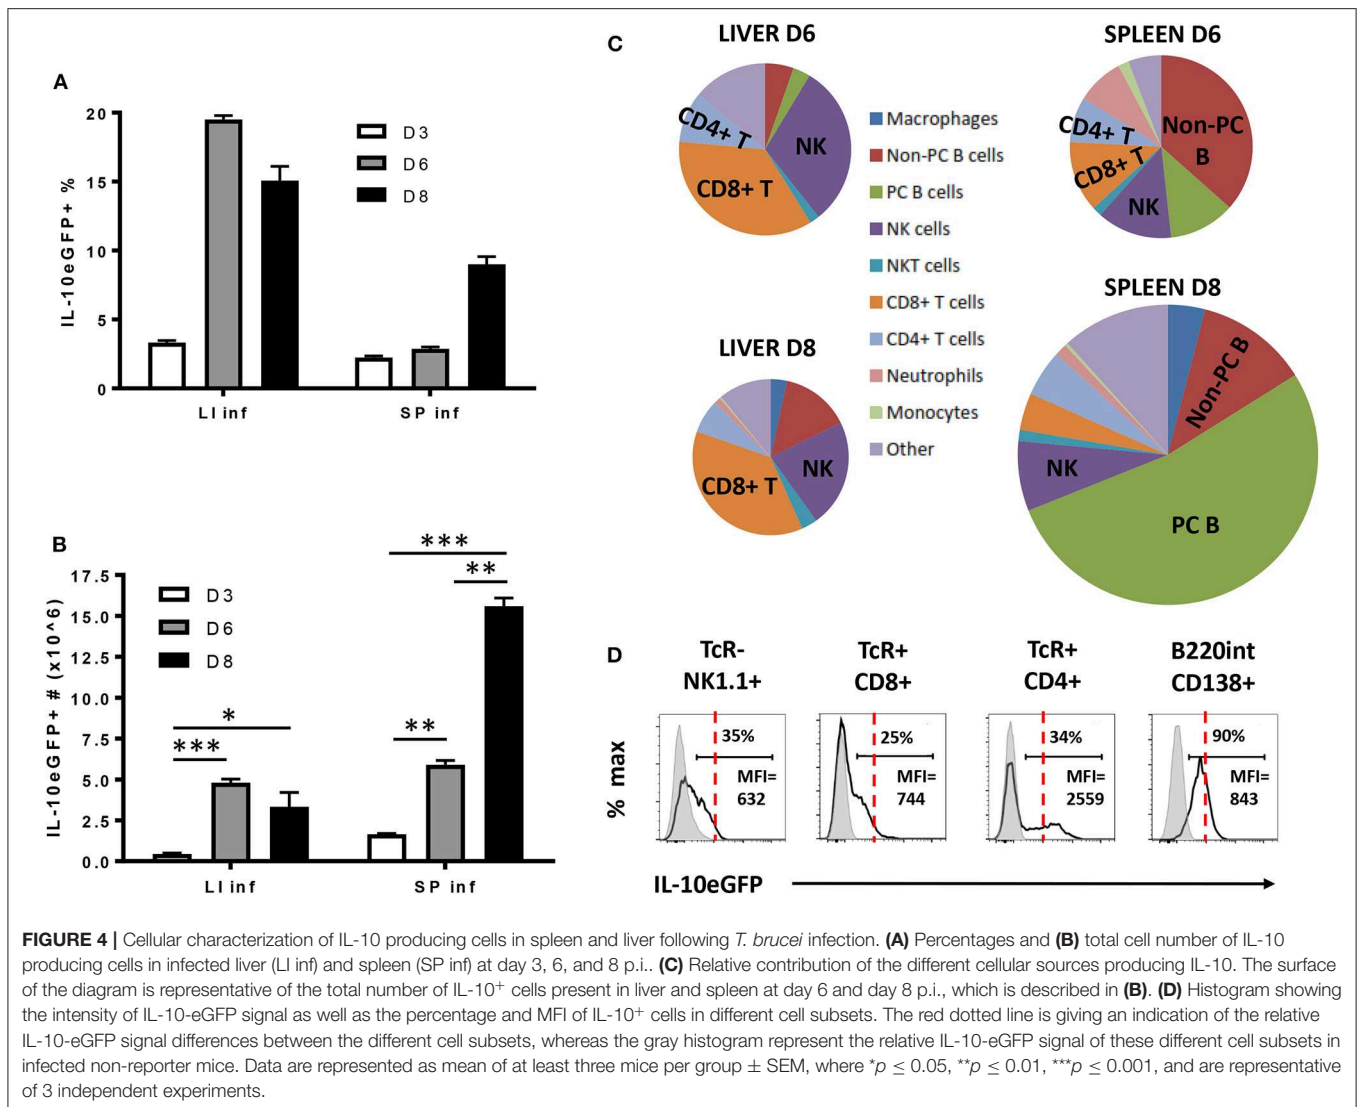 A
IL-10eGFP+ %
20
15
10
5
0
D3
D6
D8
LI inf
SP inf
B
IL-10eGFP+ # (x10^6)
17.5
15.0
12.5
10.0
7.5
5.0
2.5
0.0
D3
D6
D8
***
*
**
***
**
LI inf
SP inf
C
LIVER D6
NK
CD8+ T
CD4+ T
SPLEEN D6
Non-PC
B
NK
CD8+ T
CD4+ T
Macrophages
Non-PC B cells
PC B cells
NK cells
NKT cells
CD8+ T cells
CD4+ T cells
Neutrophils
Monocytes
Other
LIVER D8
NK
CD8+ T
SPLEEN D8
Non-PC B
PC B
NK
D
% max
TcR-
NK1.1+
35%
MFI=
632
TcR+
CD8+
25%
MFI=
744
TcR+
CD4+
34%
MFI=
2559
B220int
CD138+
90%
MFI=
843
IL-10eGFP
FIGURE 4 | Cellular characterization of IL-10 producing cells in spleen and liver following T. brucei infection. (A) Percentages and (B) total cell number of IL-10
producing cells in infected liver (LI inf) and spleen (SP inf) at day 3, 6, and 8 p.i.. (C) Relative contribution of the different cellular sources producing IL-10. The surface
of the diagram is representative of the total number of IL-10+ cells present in liver and spleen at day 6 and day 8 p.i., which is described in (B). (D) Histogram showing
the intensity of IL-10-eGFP signal as well as the percentage and MFI of IL-10+ cells in different cell subsets. The red dotted line is giving an indication of the relative
IL-10-eGFP signal differences between the different cell subsets, whereas the gray histogram represent the relative IL-10-eGFP signal of these different cell subsets in
infected non-reporter mice. Data are represented as mean of at least three mice per group ± SEM, where *p ≤ 0.05, **p ≤ 0.01, ***p ≤ 0.001, and are representative
of 3 independent experiments.